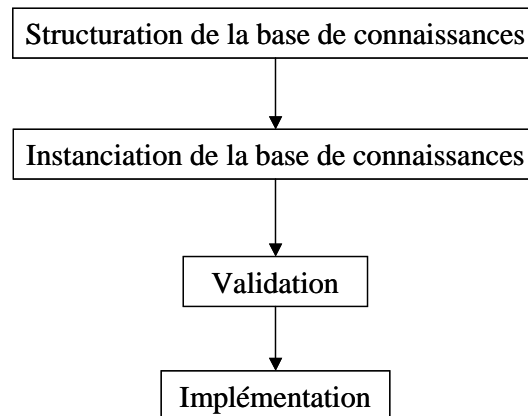 Structuration de la base de connaissances
Instanciation de la base de connaissances
Validation
Implémentation